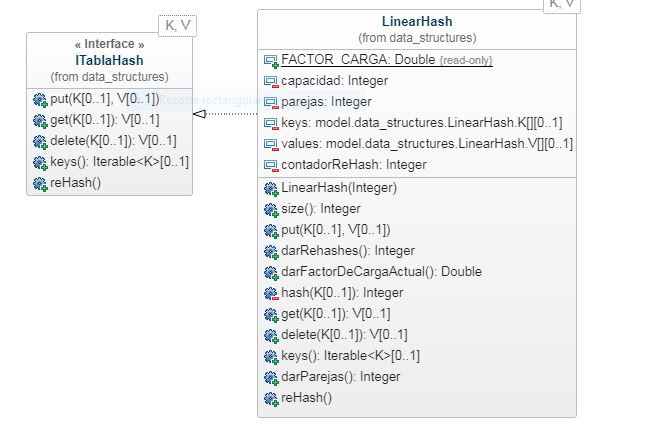 K, V
« Interface »
ITablaHash
(from data_structures)
put(K[0..1], V[0..1])
get(K[0..1]): V[0..1]
delete(K[0..1]): V[0..1]
keys(): Iterable<K>[0..1]
reHash()
K, V
LinearHash
(from data_structures)
FACTOR_CARGA: Double {read-only}
capacidad: Integer
parejas: Integer
keys: model.data_structures.LinearHash.K[][0..1]
values: model.data_structures.LinearHash.V[][0..1]
contadorReHash: Integer
LinearHash(Integer)
size(): Integer
put(K[0..1], V[0..1])
darRehashes(): Integer
darFactorDeCargaActual(): Double
hash(K[0..1]): Integer
get(K[0..1]): V[0..1]
delete(K[0..1]): V[0..1]
keys(): Iterable<K>[0..1]
darParejas(): Integer
reHash()
Recorte rectangular